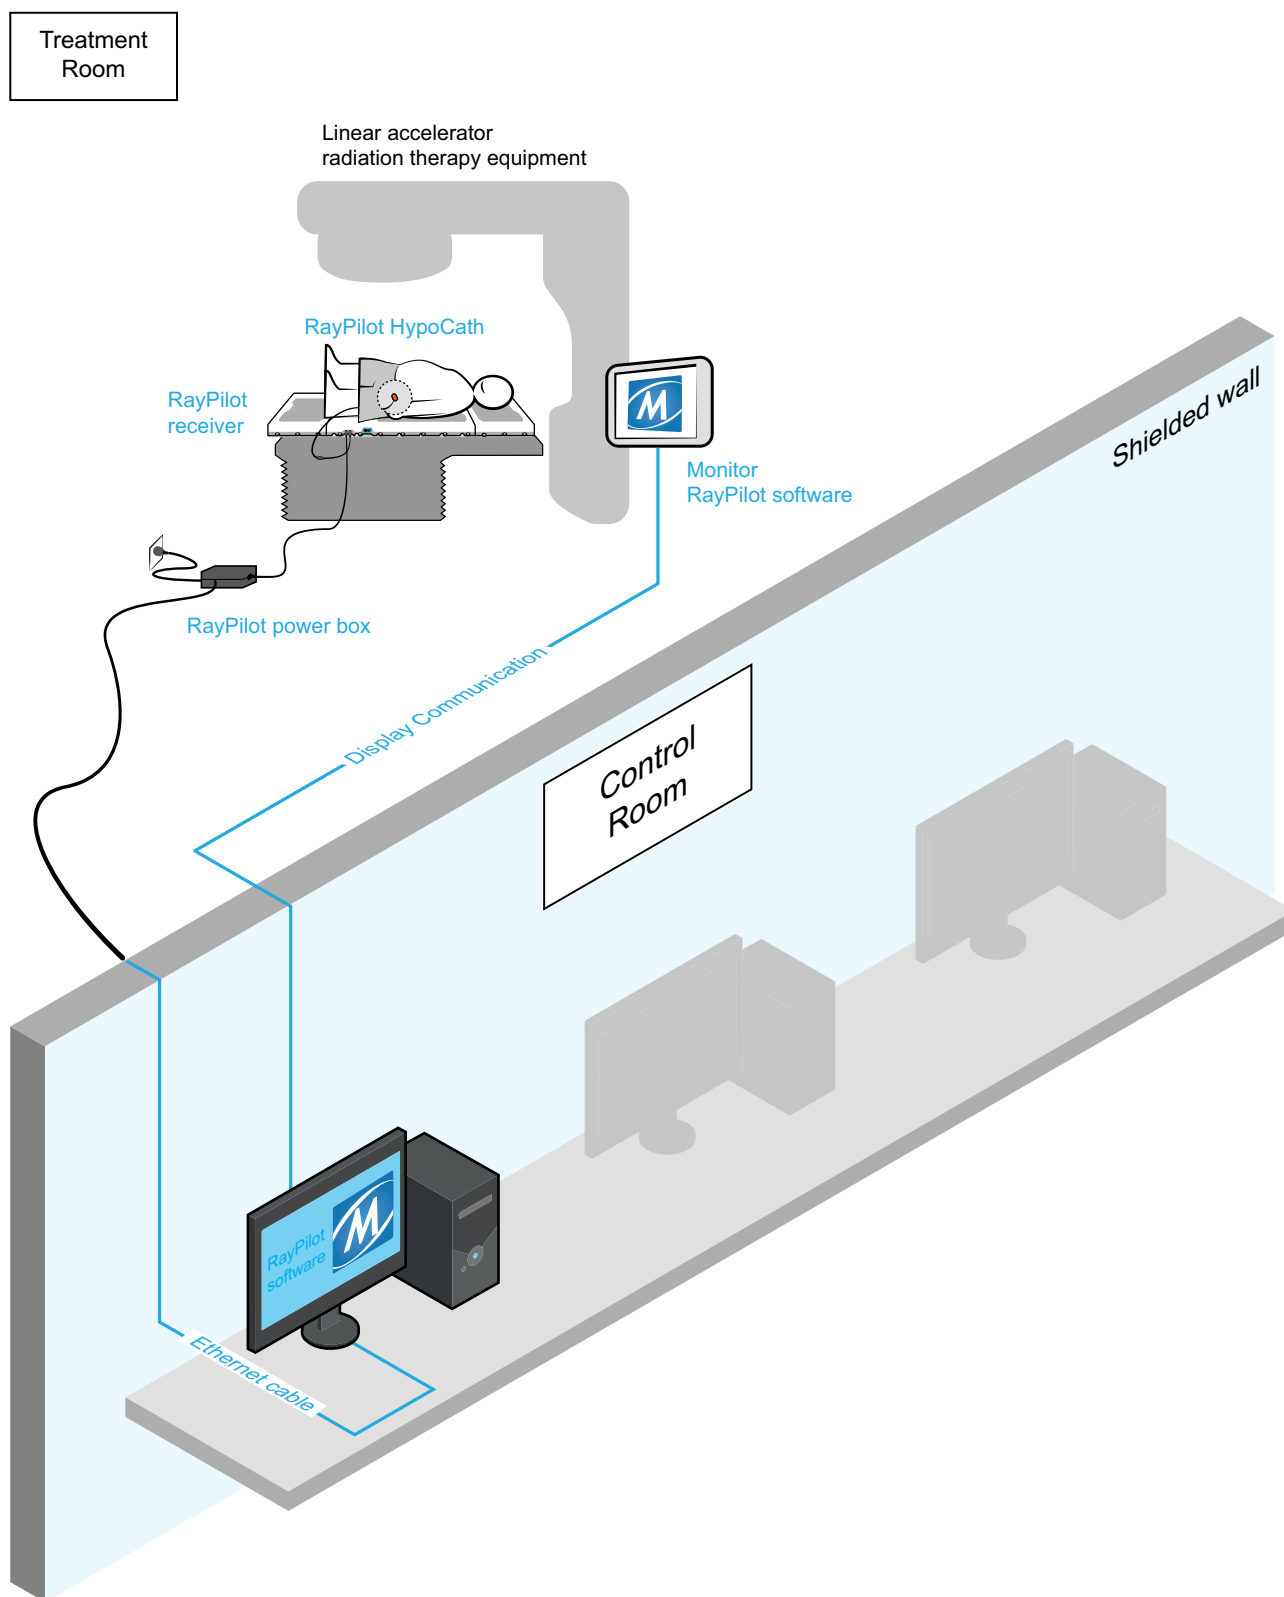 Treatment
Room
Linear accelerator
radiation therapy equipment
RayPilot HypoCath
RayPilot
receiver
M
Monitor
RayPilot software
Shielded wall
RayPilot power box
Display Communication
Control
Room
RayPilot
software
M
Ethernet cable